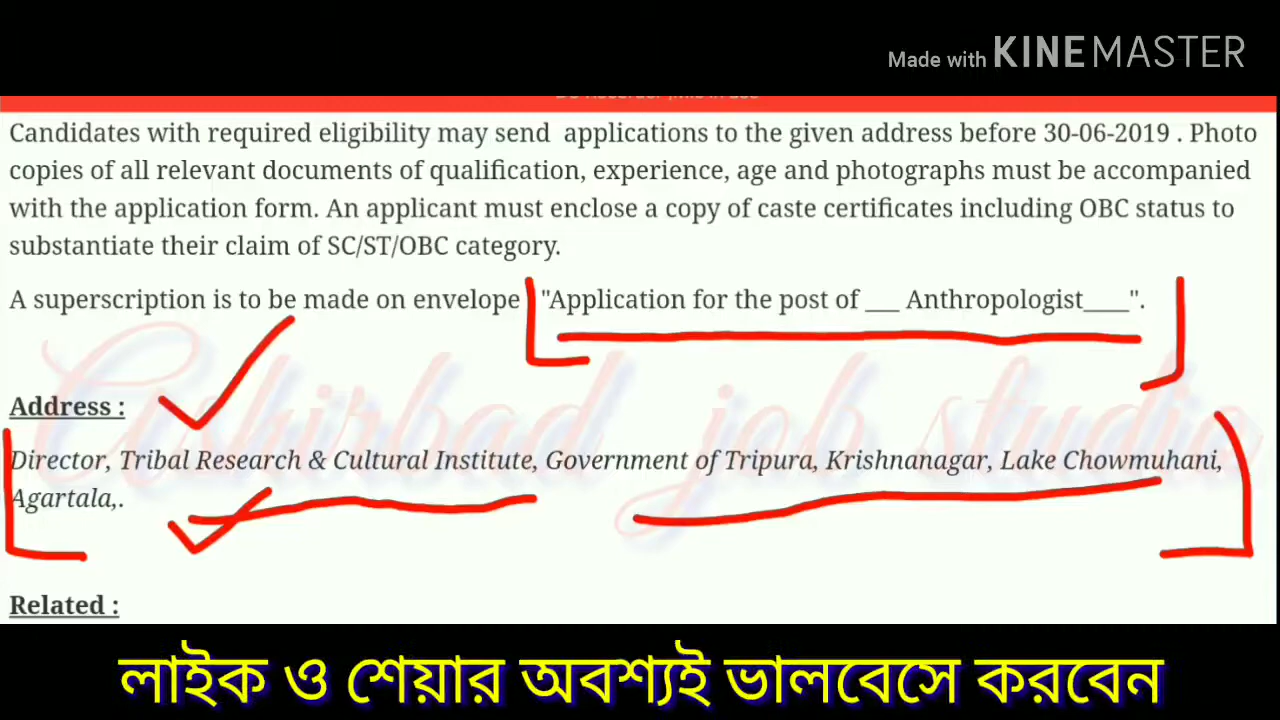 Made with KINEMASTER
Candidates with required eligibility may send applications to the given address before 30-06-2019 . Photo
copies of all relevant documents of qualification, experience, age and photographs must be accompanied
with the application form. An applicant must enclose a copy of caste certificates including OBC status to
substantiate their claim of SC/ST/OBC category.
A superscription is to be made on envelope "Application for the post of ___ Anthropologist____".
Address :
job studio
Director, Tribal Research & Cultural Institute, Government of Tripura, Krishnanagar, Lake Chowmuhani,
Agartala,.
Related :
লাইক ও শেয়ার অবশ্যই ভালবেসে করবেন